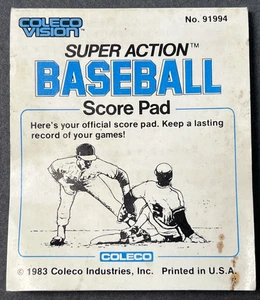 COLECO
VISION™
No. 91994
SUPER ACTION™
BASEBALL
Score Pad
Here's your official score pad. Keep a lasting
record of your games!
COLECO
© 1983 Coleco Industries, Inc. Printed in U.S.A.